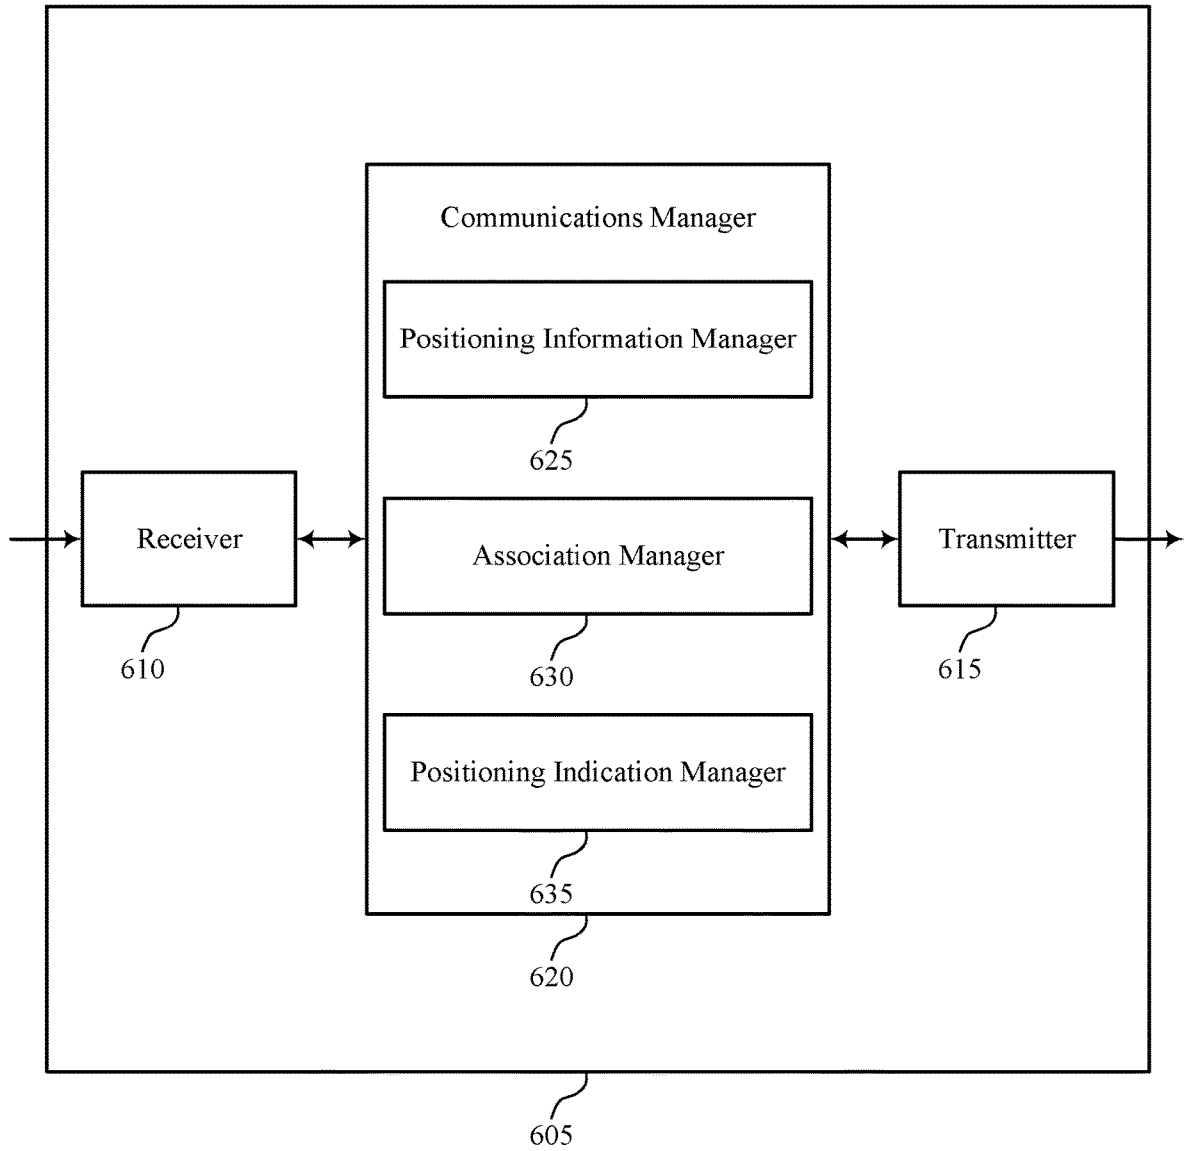 Communications Manager
Positioning Information Manager
625
Receiver
610
Association Manager
630
Transmitter
615
Positioning Indication Manager
635
620
605